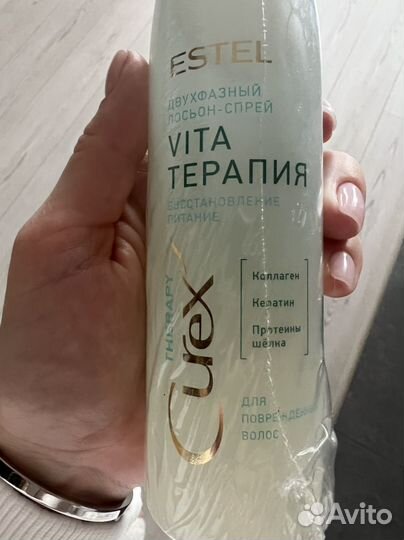 ESTEL
ДВУХФАЗНЫЙ
ЛОСЬОН-СПРЕЙ
VITA
ТЕРАПИЯ
ВОССТАНОВЛЕНИЕ
ПИТАНИЕ
THERAPY
Curex
Коллаген
Кератин
Протеины
шёлка
ДЛЯ
ПОВРЕЖДЁННЫХ
ВОЛОС
Avito